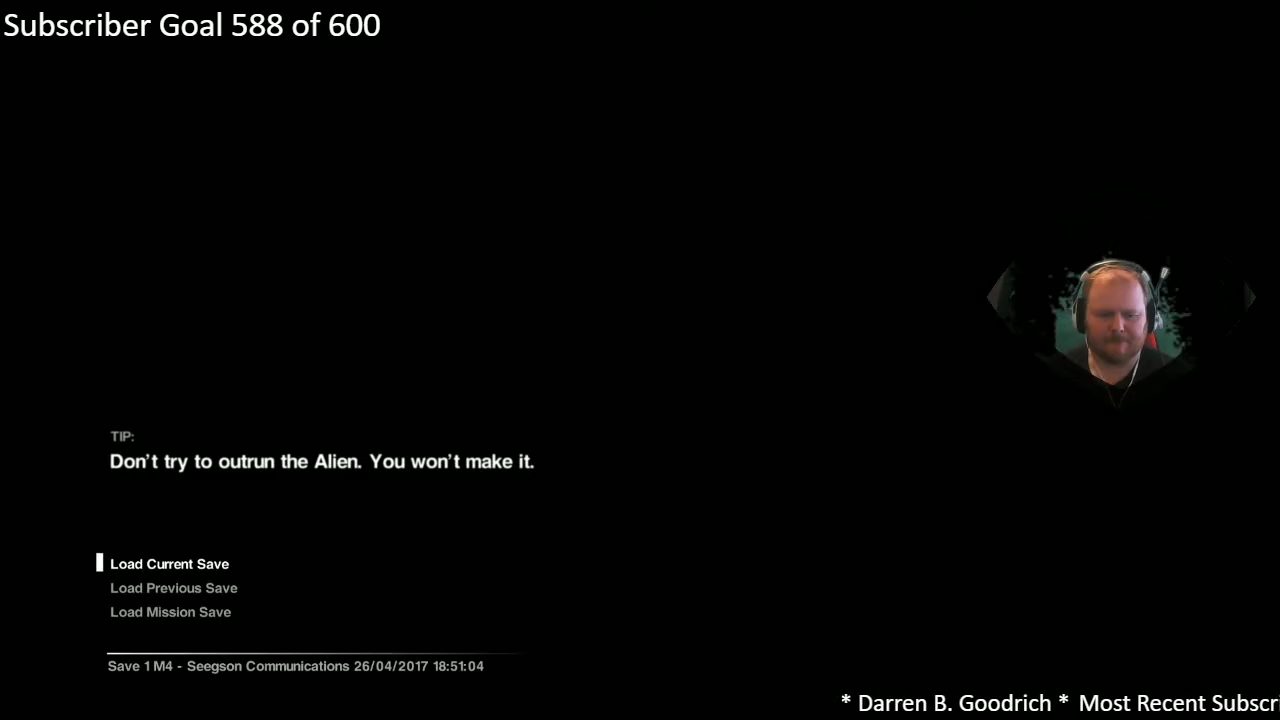 Subscriber Goal 588 of 600
TIP:
Don't try to outrun the Alien. You won't make it.
Load Current Save
Load Previous Save
Load Mission Save
Save 1 M4 - Seegson Communications 26/04/2017 18:51:04
* Darren B. Goodrich * Most Recent Subscr